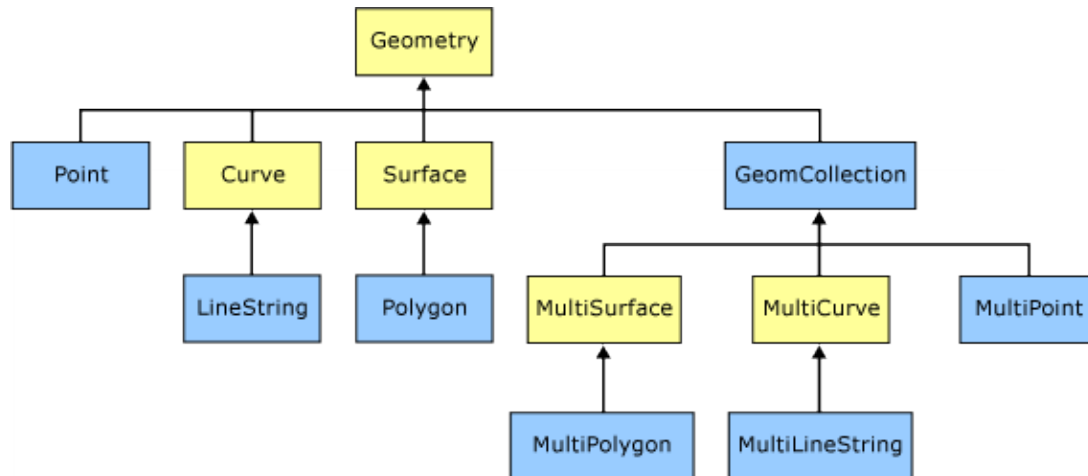 Geometry
Point
Curve
Surface
GeomCollection
LineString
Polygon
MultiSurface
MultiCurve
MultiPoint
MultiPolygon
MultiLineString